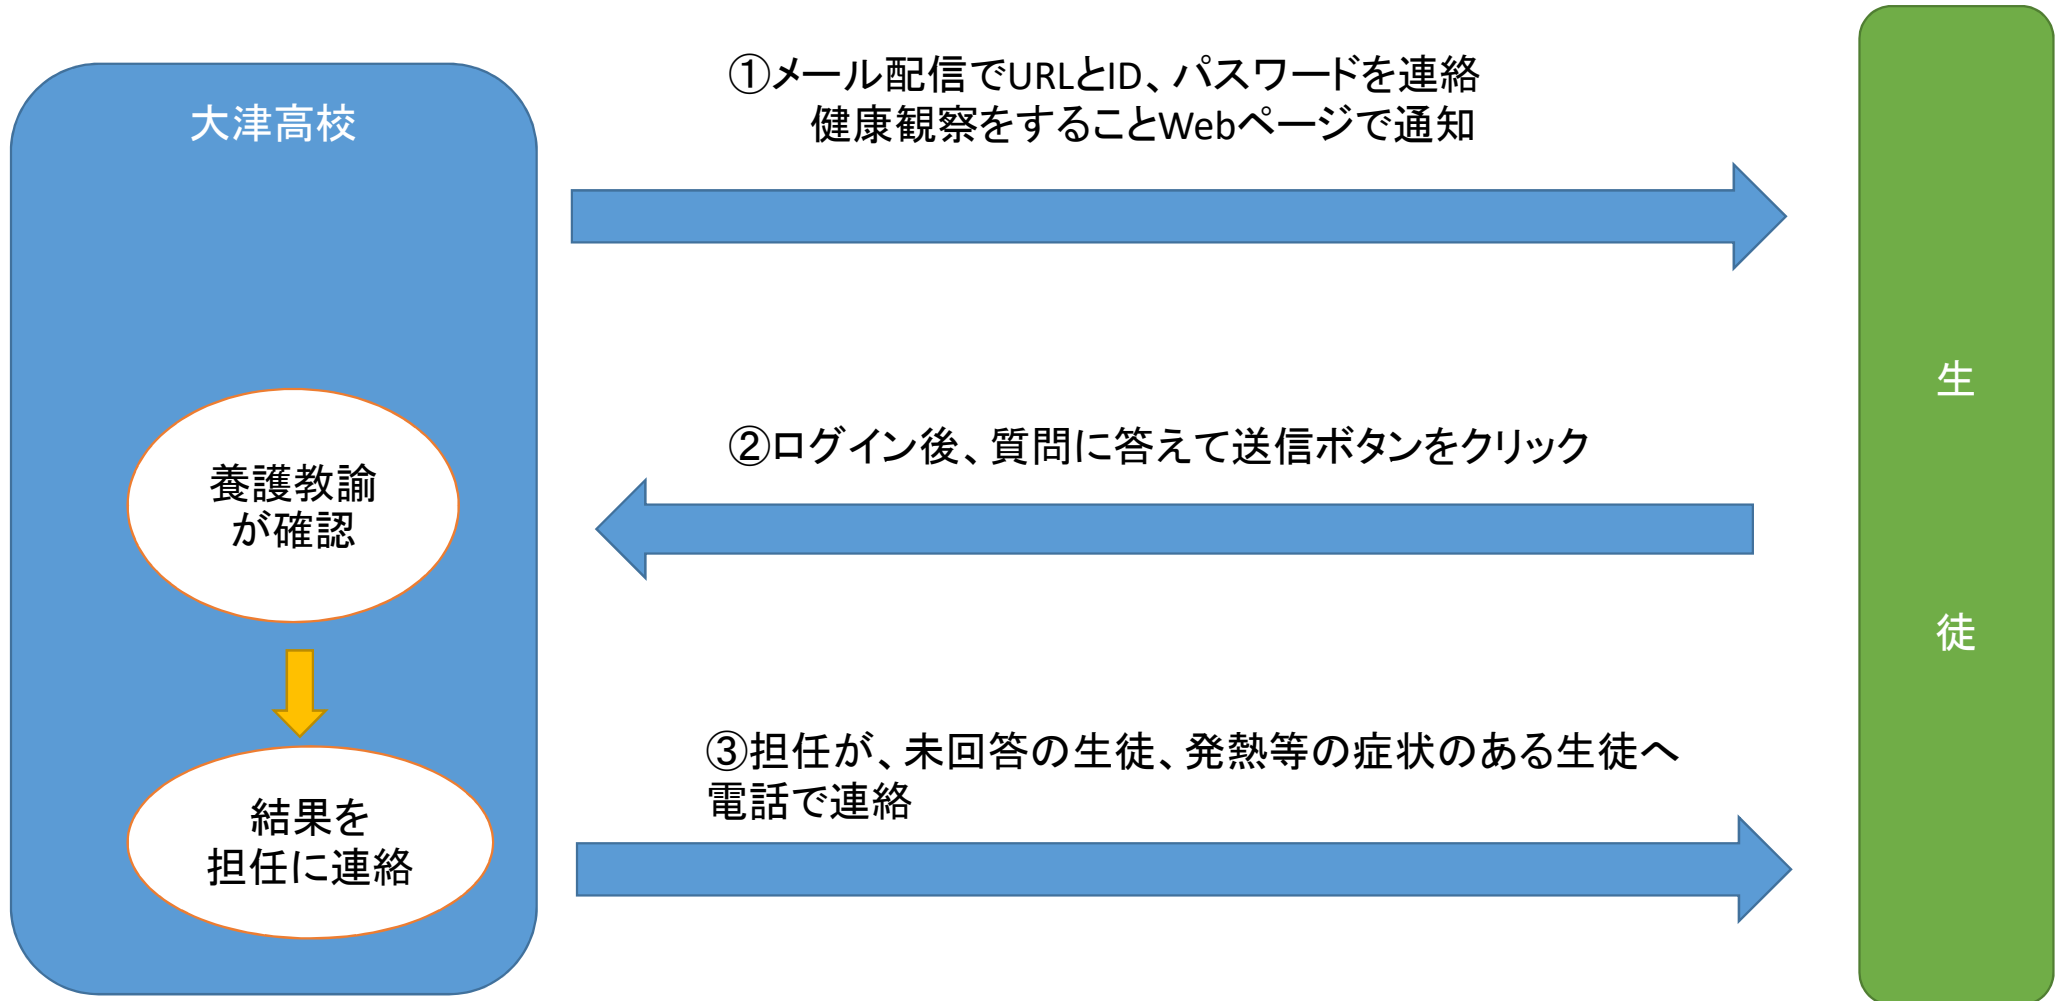 大津高校
①メール配信でURLとID、パスワードを連絡
健康観察をすることWebページで通知
生
徒
②ログイン後、質問に答えて送信ボタンをクリック
養護教諭
が確認
③担任が、未回答の生徒、発熱等の症状のある生徒へ
電話で連絡
結果を
担任に連絡